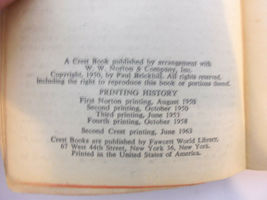 A Crest Book published by arrangement with
W. W. Norton & Company, Inc.
Copyright, 1950, by Paul Brickhill. All rights reserved,
including the right to reproduce this book or portions thereof.
PRINTING HISTORY
First Norton printing, August 1950
Second printing, October 1950
Third printing, June 1953
Fourth printing, October 1958
Second Crest printing, June 1963
Crest Books are published by Fawcett World Library,
67 West 44th Street, New York 36, New York.
Printed in the United States of America.